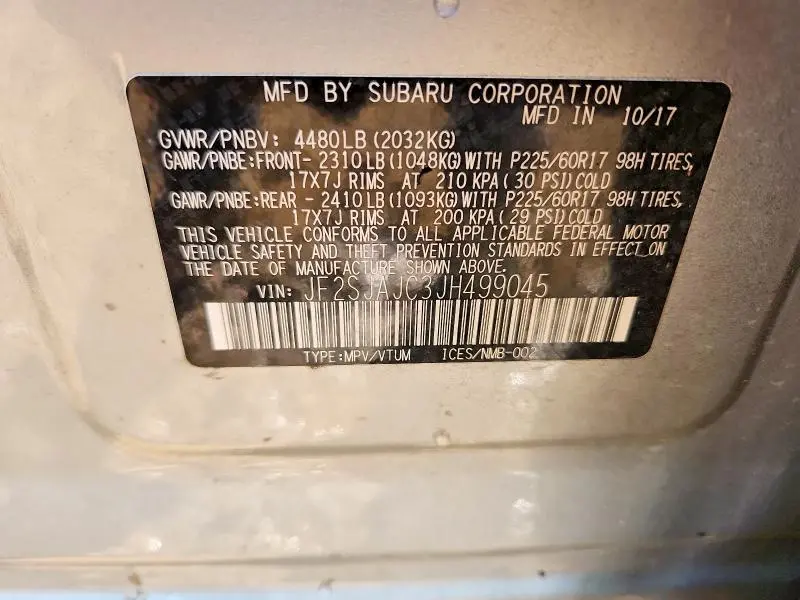 MFD BY SUBARU CORPORATION
MFD IN 10/17
GVWR/PNBV: 4480LB(2032KG)
GAWR/PNBE:FRONT-2310LB(1048KG)WITH P225/60R17 98H TIRES,
17X7J RIMS AT 210 KPA(30 PSI)COLD
GAWR/PNBE:REAR -2410LB(1093KG)WITH P225/60R17 98H TIRES,
17X7J RIMS AT 200 KPA(29 PSI)COLD
THIS VEHICLE CONFORMS TO ALL APPLICABLE FEDERAL MOTOR
VEHICLE SAFETY AND THEFT PREVENTION STANDARDS IN EFFECT ON
THE DATE OF MANUFACTURE SHOWN ABOVE.
VIN: JF2SJAJC3JH499045
TYPE:MPV/VTUM ICES/NMB-002